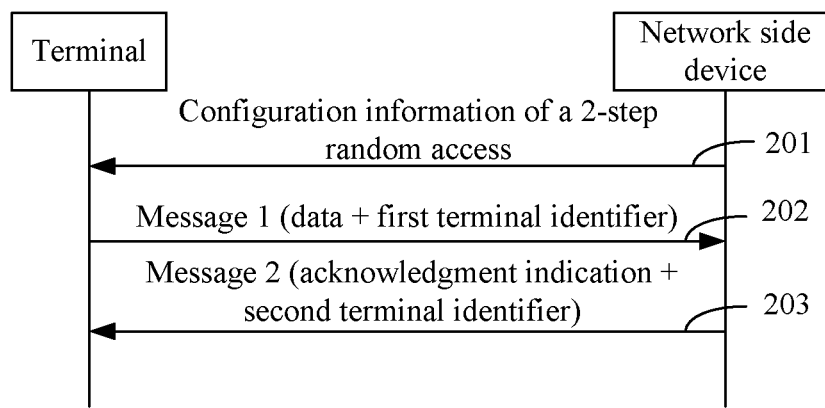 Terminal
Network side
device
Configuration information of a 2-step
random access
201
Message 1 (data + first terminal identifier)
202
Message 2 (acknowledgment indication +
second terminal identifier)
203